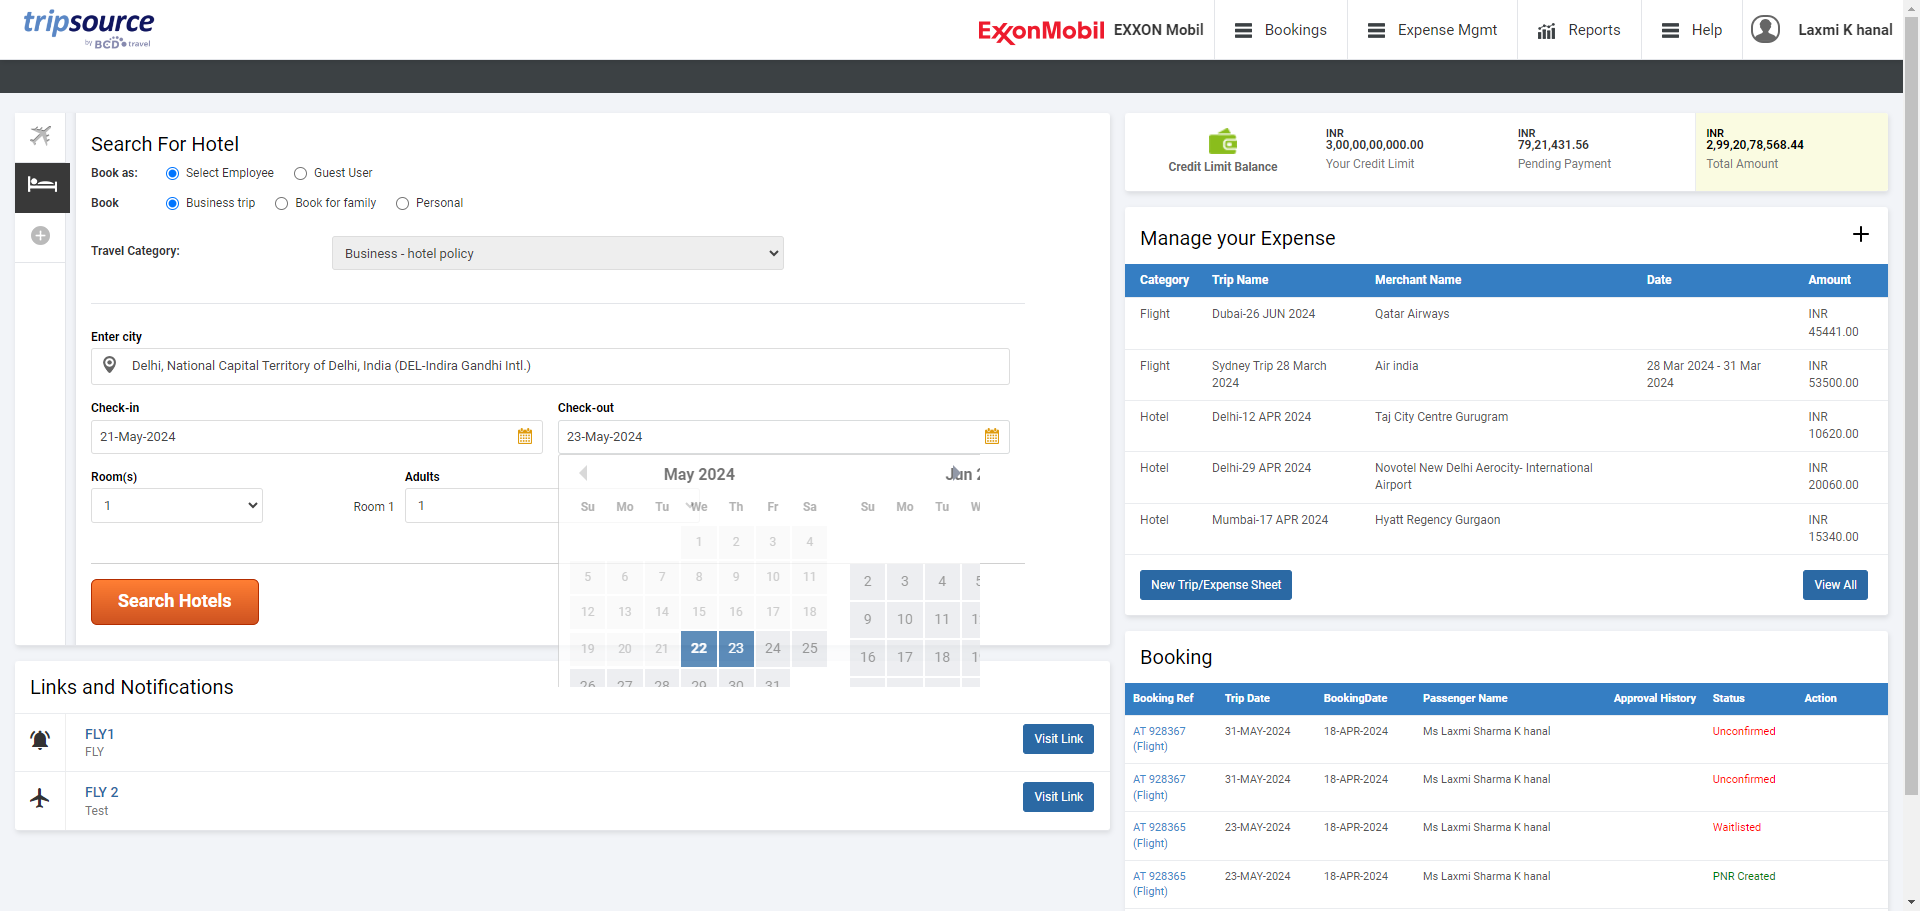 tripsource
by BCD travel
ExxonMobil EXXON Mobil
Bookings
Expense Mgmt
Reports
Help
Laxmi K hanal
Search For Hotel
Book as: Select Employee Guest User
Book Business trip Book for family Personal
Travel Category: Business - hotel policy
Enter city
Delhi, National Capital Territory of Delhi, India (DEL-Indira Gandhi Intl.)
Check-in Check-out
21-May-2024 23-May-2024
Room(s) Adults
1 Room 1 1
May 2024 Jun 2
Su Mo Tu We Th Fr Sa Su Mo Tu W
1 2 3 4
5 6 7 8 9 10 11 2 3 4 5
12 13 14 15 16 17 18 9 10 11 1
19 20 21 22 23 24 25 16 17 18 1
26 27 28 29 30 31
Search Hotels
Links and Notifications
FLY1
FLY
Visit Link
FLY 2
Test
Visit Link
Credit Limit Balance
INR
3,00,00,00,000.00
Your Credit Limit
INR
79,21,431.56
Pending Payment
INR
2,99,20,78,568.44
Total Amount
Manage your Expense +
Category Trip Name Merchant Name Date Amount
Flight Dubai-26 JUN 2024 Qatar Airways INR
45441.00
Flight Sydney Trip 28 March Air india 28 Mar 2024 - 31 Mar INR
2024 2024 53500.00
Hotel Delhi-12 APR 2024 Taj City Centre Gurugram INR
10620.00
Hotel Delhi-29 APR 2024 Novotel New Delhi Aerocity- International INR
Airport 20060.00
Hotel Mumbai-17 APR 2024 Hyatt Regency Gurgaon INR
15340.00
New Trip/Expense Sheet View All
Booking
Booking Ref Trip Date BookingDate Passenger Name Approval History Status Action
AT 928367 31-MAY-2024 18-APR-2024 Ms Laxmi Sharma K hanal Unconfirmed
(Flight)
AT 928367 31-MAY-2024 18-APR-2024 Ms Laxmi Sharma K hanal Unconfirmed
(Flight)
AT 928365 23-MAY-2024 18-APR-2024 Ms Laxmi Sharma K hanal Waitlisted
(Flight)
AT 928365 23-MAY-2024 18-APR-2024 Ms Laxmi Sharma K hanal PNR Created
(Flight)